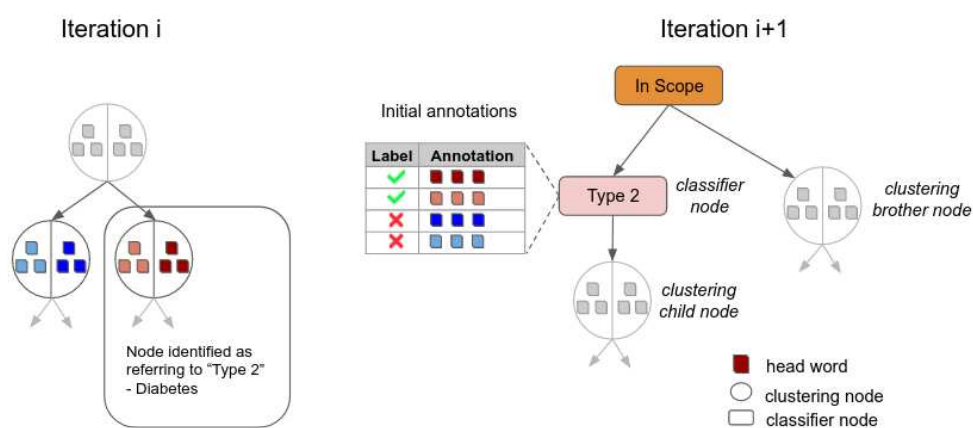 Iteration i
Iteration i+1
In Scope
Initial annotations
Label Annotation
Type 2
classifier
node
clustering
brother node
clustering
child node
Node identified as
referring to “Type 2”
- Diabetes
head word
clustering node
classifier node